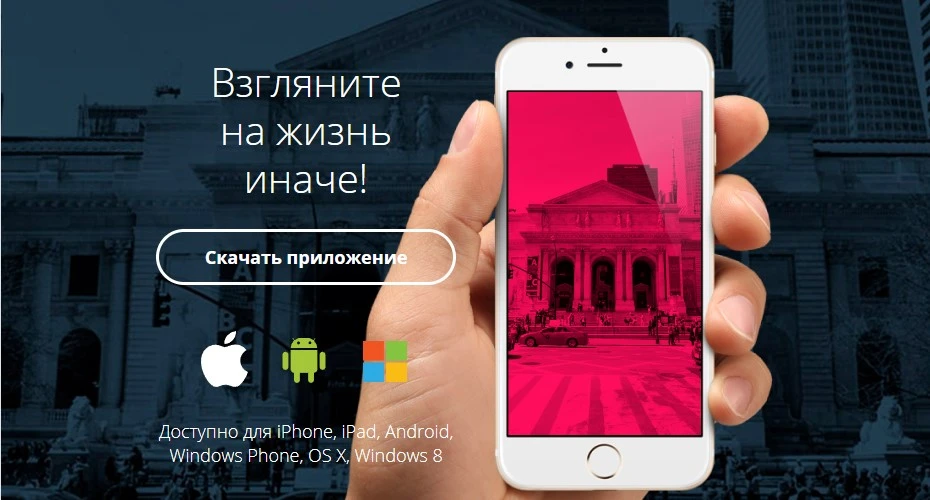 Взгляните
на жизнь
иначе!
Скачать приложение
Доступно для iPhone, iPad, Android,
Windows Phone, OS X, Windows 8